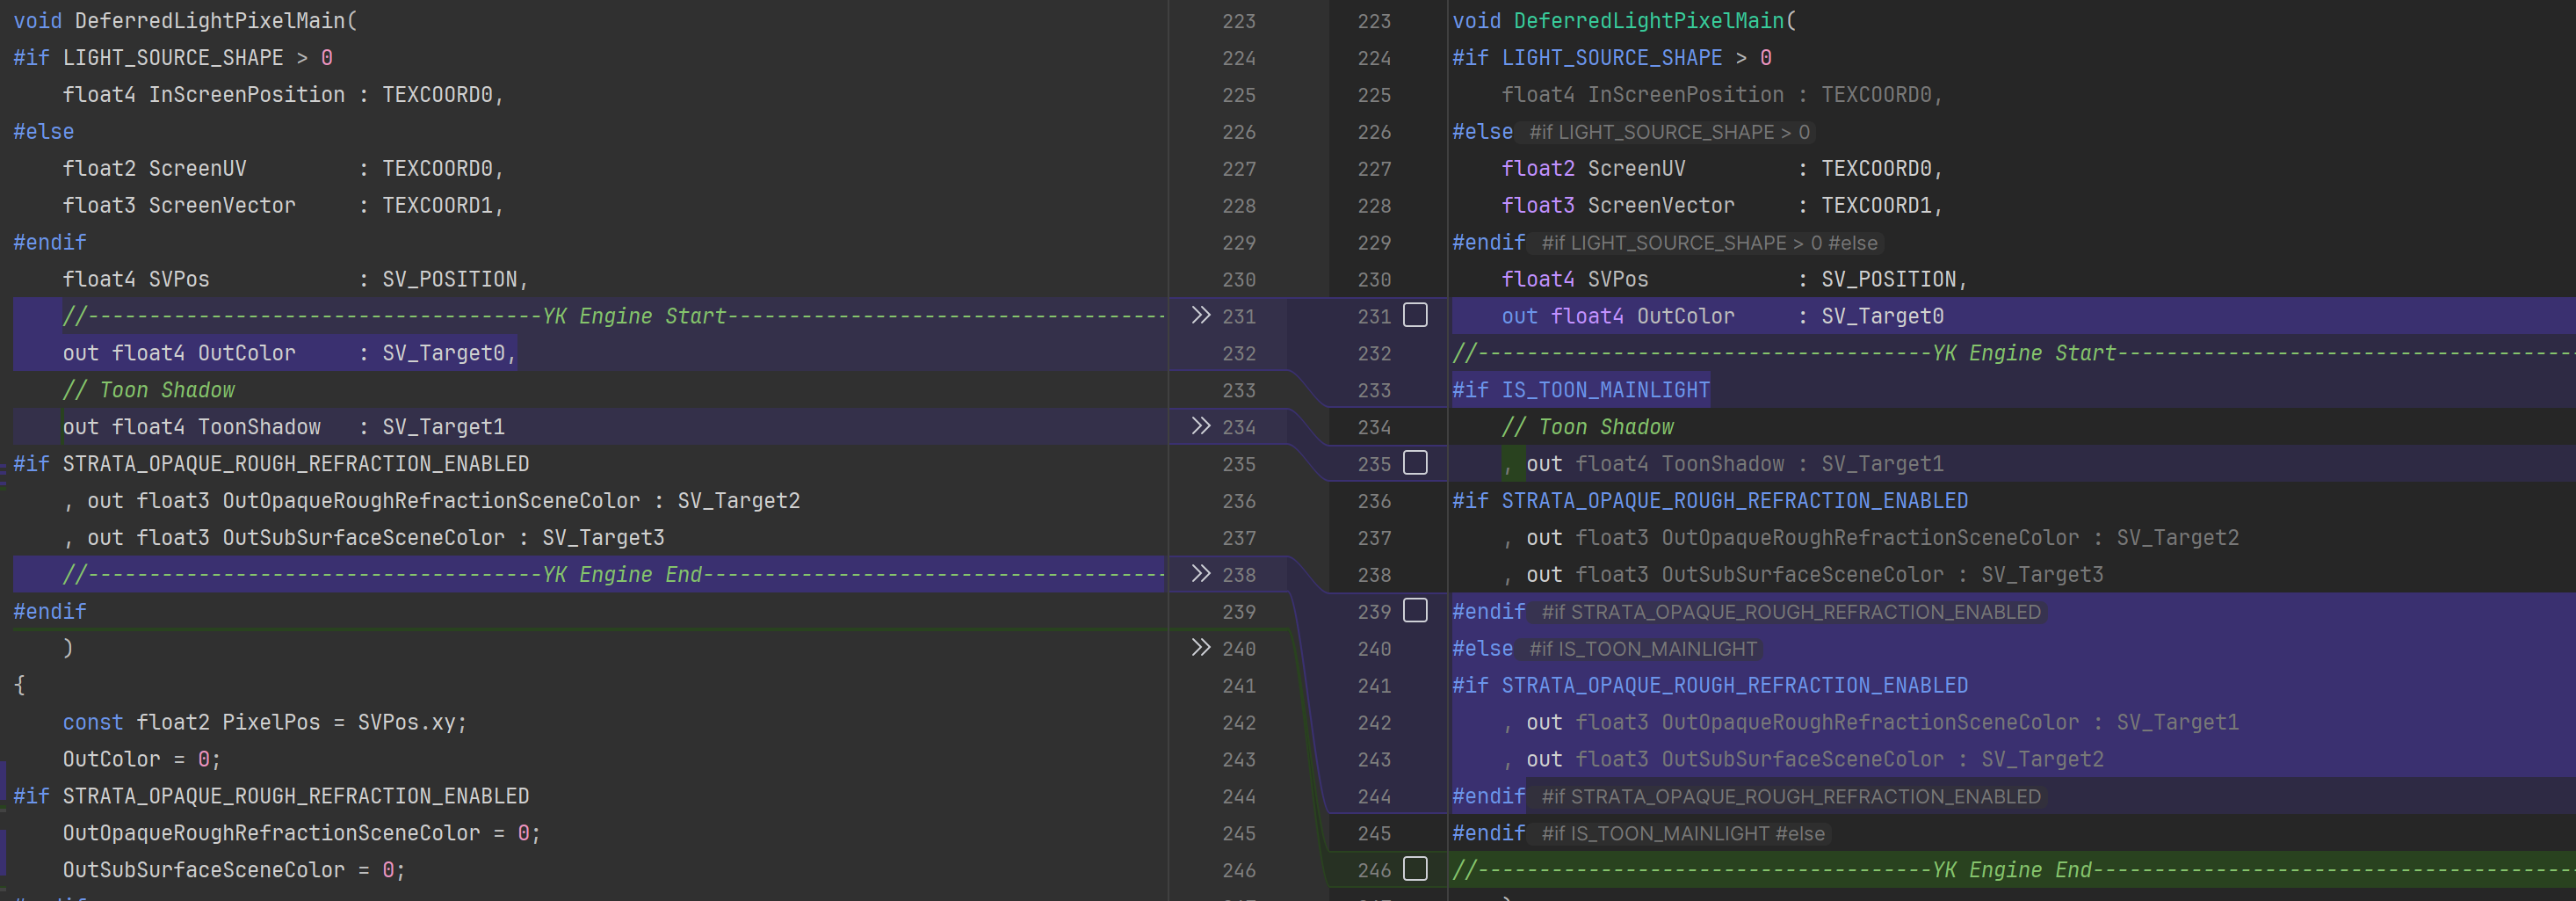 void DeferredLightPixelMain(
#if LIGHT_SOURCE_SHAPE > 0
    float4 InScreenPosition : TEXCOORD0,
#else
    float2 ScreenUV         : TEXCOORD0,
    float3 ScreenVector     : TEXCOORD1,
#endif
    float4 SVPos            : SV_POSITION,
    //-------------------------------------YK Engine Start------------------------------------
    out float4 OutColor     : SV_Target0,
    // Toon Shadow
    out float4 ToonShadow   : SV_Target1
#if STRATA_OPAQUE_ROUGH_REFRACTION_ENABLED
    , out float3 OutOpaqueRoughRefractionSceneColor : SV_Target2
    , out float3 OutSubSurfaceSceneColor : SV_Target3
    //-------------------------------------YK Engine End--------------------------------------
#endif
    )
{
    const float2 PixelPos = SVPos.xy;
    OutColor = 0;
#if STRATA_OPAQUE_ROUGH_REFRACTION_ENABLED
    OutOpaqueRoughRefractionSceneColor = 0;
    OutSubSurfaceSceneColor = 0;
223
224
225
226
227
228
229
230
231
232
233
234
235
236
237
238
239
240
241
242
243
244
245
246
223 void DeferredLightPixelMain(
224 #if LIGHT_SOURCE_SHAPE > 0
225     float4 InScreenPosition : TEXCOORD0,
226 #else #if LIGHT_SOURCE_SHAPE > 0
227     float2 ScreenUV         : TEXCOORD0,
228     float3 ScreenVector     : TEXCOORD1,
229 #endif #if LIGHT_SOURCE_SHAPE > 0 #else
230     float4 SVPos            : SV_POSITION,
231     out float4 OutColor     : SV_Target0
232 //-------------------------------------YK Engine Start-------------------------------------
233 #if IS_TOON_MAINLIGHT
234     // Toon Shadow
235     , out float4 ToonShadow : SV_Target1
236 #if STRATA_OPAQUE_ROUGH_REFRACTION_ENABLED
237     , out float3 OutOpaqueRoughRefractionSceneColor : SV_Target2
238     , out float3 OutSubSurfaceSceneColor : SV_Target3
239 #endif #if STRATA_OPAQUE_ROUGH_REFRACTION_ENABLED
240 #else #if IS_TOON_MAINLIGHT
241 #if STRATA_OPAQUE_ROUGH_REFRACTION_ENABLED
242     , out float3 OutOpaqueRoughRefractionSceneColor : SV_Target1
243     , out float3 OutSubSurfaceSceneColor : SV_Target2
244 #endif #if STRATA_OPAQUE_ROUGH_REFRACTION_ENABLED
245 #endif #if IS_TOON_MAINLIGHT #else
246 //-------------------------------------YK Engine End---------------------------------------